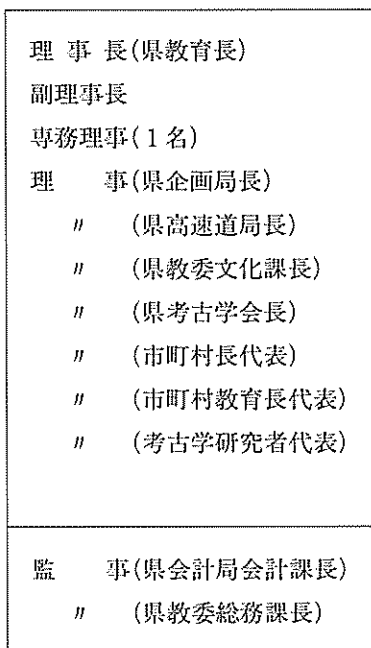 理事長(県教育長)
副理事長
専務理事(1名)
理　　事(県企画局長)
〃　(県高速道局長)
〃　(県教委文化課長)
〃　(県考古学会長)
〃　(市町村長代表)
〃　(市町村教育長代表)
〃　(考古学研究者代表)
監　　事(県会計局会計課長)
〃　(県教委総務課長)